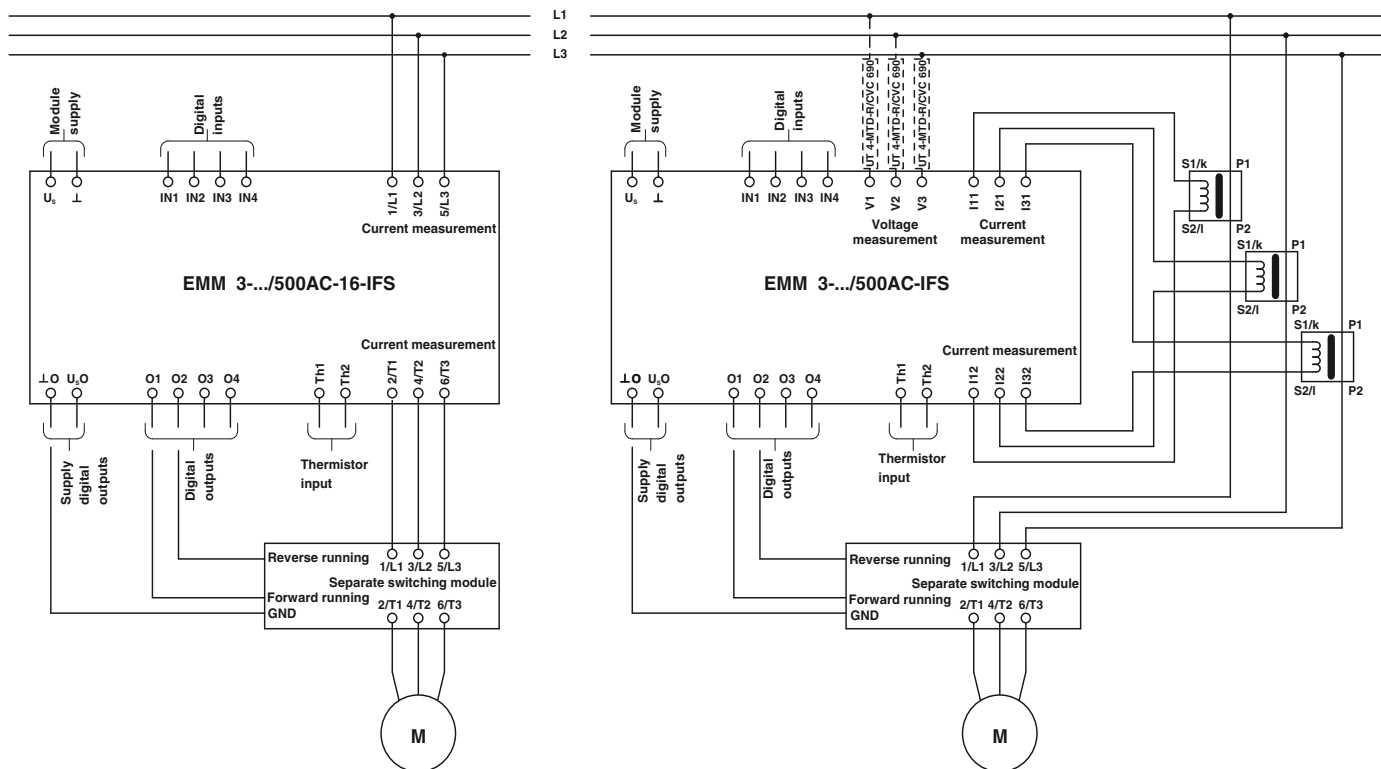 L1
L2
L3
Module
supply
Digital
inputs
Us
⊥
IN1 IN2 IN3 IN4
1/L1
3/L2
5/L3
Current measurement
EMM 3-.../500AC-16-IFS
Current measurement
⊥O UsO
O1 O2 O3 O4
Th1
Th2
2/T1
4/T2
6/T3
Supply
digital
outputs
Digital
outputs
Thermistor
input
Reverse running
1/L1 3/L2 5/L3
Separate switching module
Forward running
GND
2/T1 4/T2 6/T3
M
UT 4-MTD-R/CVC 690
UT 4-MTD-R/CVC 690
UT 4-MTD-R/CVC 690
Module
supply
Digital
inputs
Us
⊥
IN1 IN2 IN3 IN4
V1
V2
V3
I11
I21
I31
Voltage
measurement
Current
measurement
EMM 3-.../500AC-IFS
Current measurement
⊥O UsO
O1 O2 O3 O4
Th1
Th2
I12
I22
I32
S1/k P1
S2/l P2
S1/k P1
S2/l P2
S1/k P1
S2/l P2
Supply
digital
outputs
Digital
outputs
Thermistor
input
Reverse running
1/L1 3/L2 5/L3
Separate switching module
Forward running
GND
2/T1 4/T2 6/T3
M